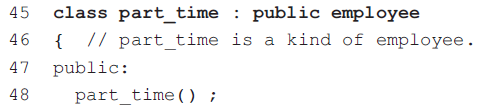 45 class part_time : public employee
46 { // part_time is a kind of employee.
47 public:
48 part_time() ;